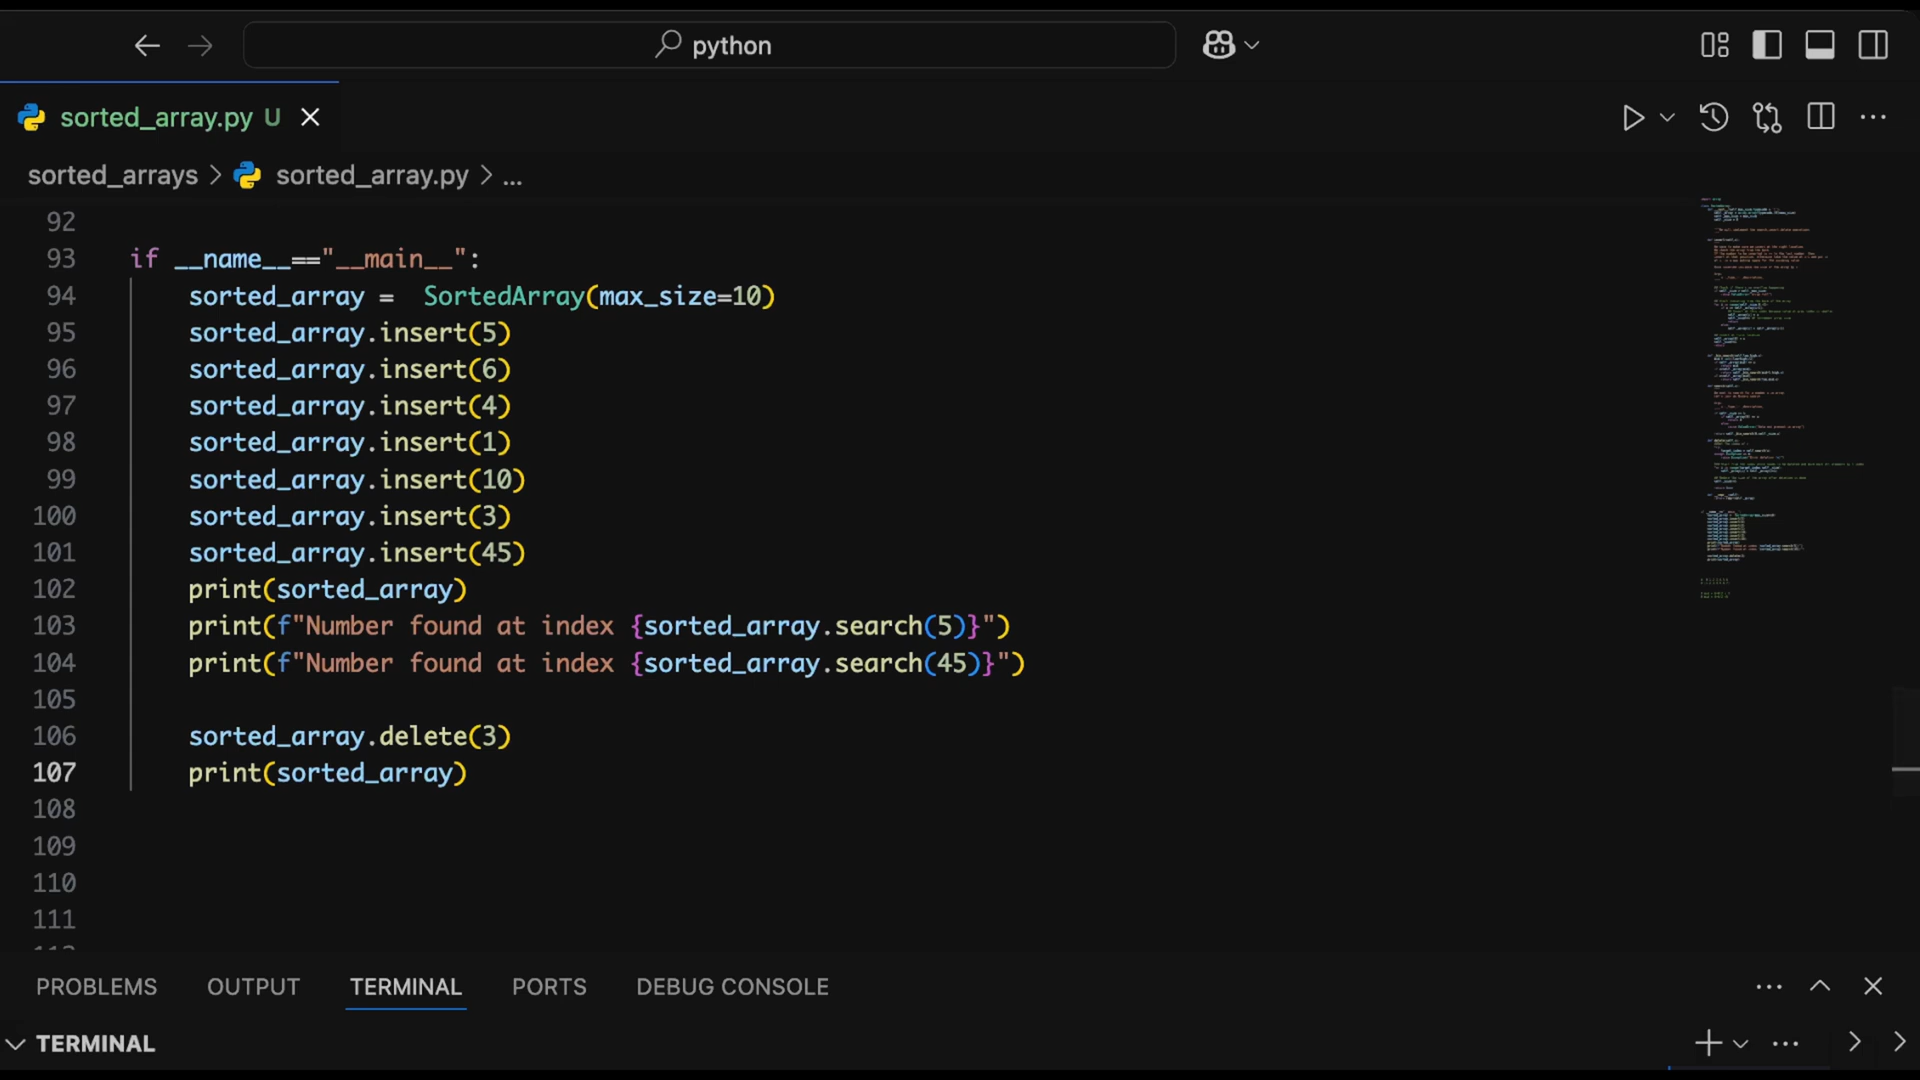 python
sorted_array.py U
sorted_arrays > sorted_array.py > ...
92
93 if __name__=="__main__":
94 sorted_array =  SortedArray(max_size=10)
95 sorted_array.insert(5)
96 sorted_array.insert(6)
97 sorted_array.insert(4)
98 sorted_array.insert(1)
99 sorted_array.insert(10)
100 sorted_array.insert(3)
101 sorted_array.insert(45)
102 print(sorted_array)
103 print(f"Number found at index {sorted_array.search(5)}")
104 print(f"Number found at index {sorted_array.search(45)}")
105
106 sorted_array.delete(3)
107 print(sorted_array)
108
109
110
111
PROBLEMS OUTPUT TERMINAL PORTS DEBUG CONSOLE
TERMINAL